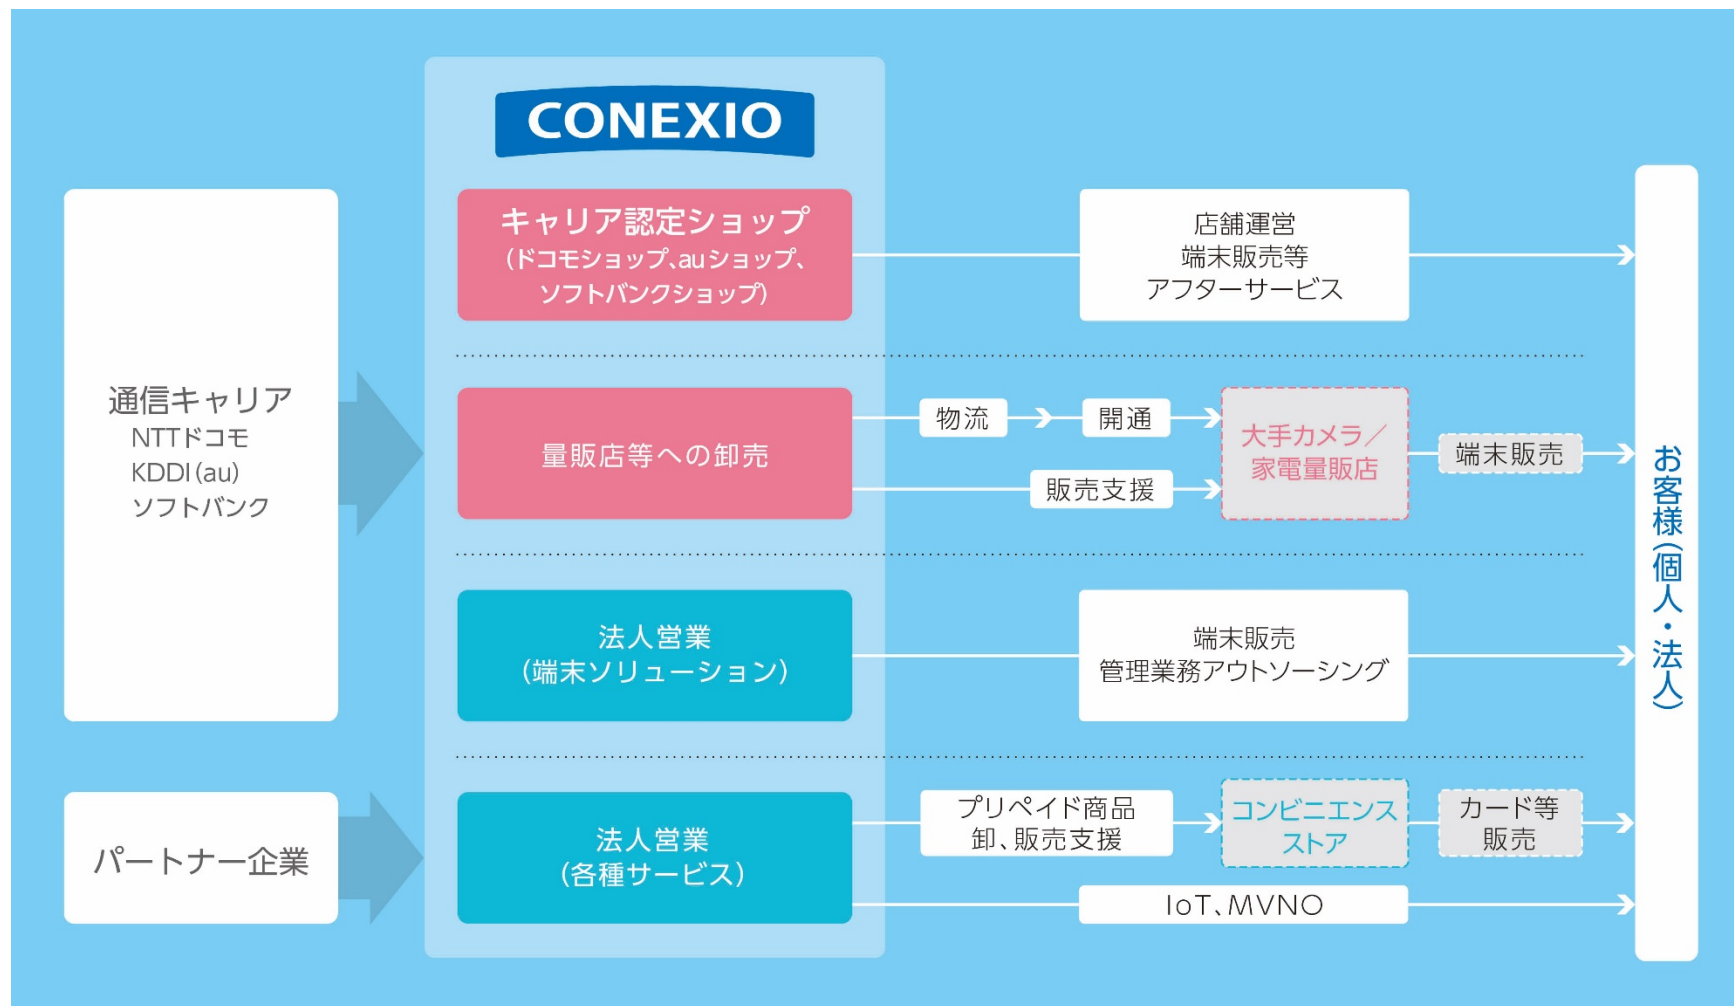 CONEXIO
通信キャリア
NTTドコモ
KDDI(au)
ソフトバンク
キャリア認定ショップ
(ドコモショップ、auショップ、
ソフトバンクショップ)
店舗運営
端末販売等
アフターサービス
量販店等への卸売
物流
開通
販売支援
大手カメラ／
家電量販店
端末販売
法人営業
(端末ソリューション)
端末販売
管理業務アウトソーシング
パートナー企業
法人営業
(各種サービス)
プリペイド商品
卸、販売支援
コンビニエンス
ストア
カード等
販売
IoT、MVNO
お客様(個人・法人)